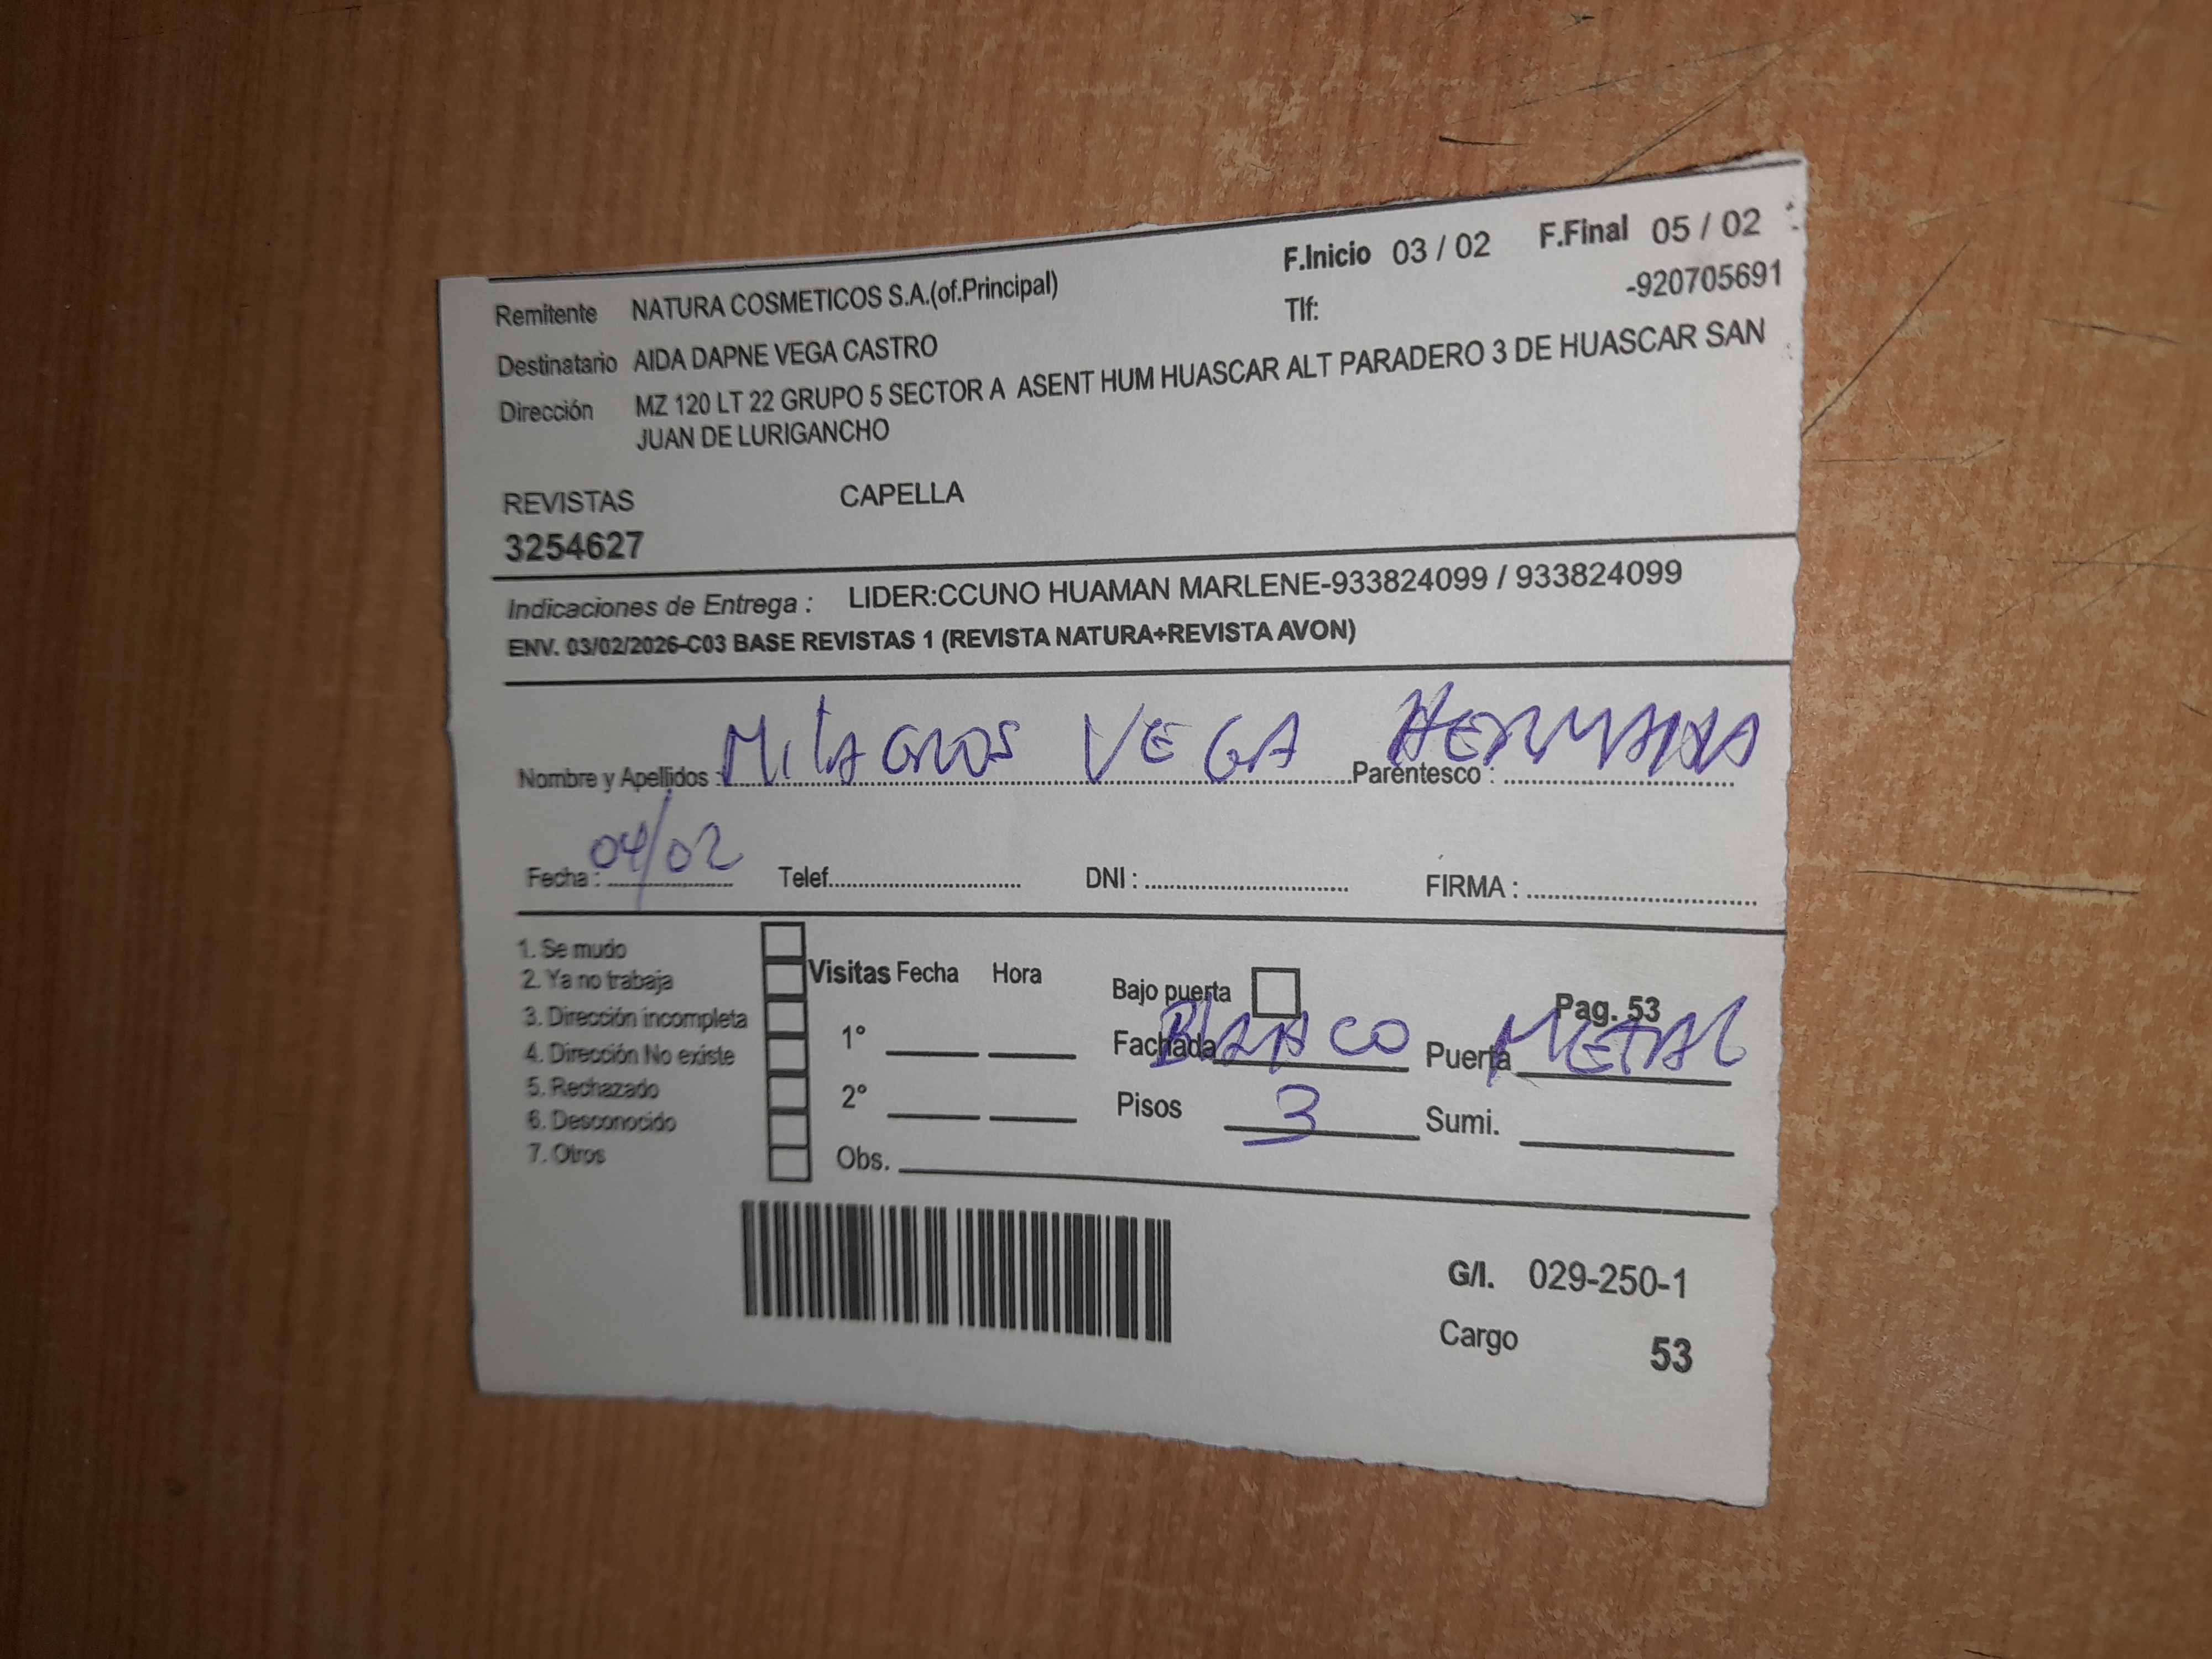 F.Inicio 03 / 02 F.Final 05 / 02
Remitente NATURA COSMETICOS S.A.(of.Principal) Tlf: -920705691
Destinatario AIDA DAPNE VEGA CASTRO
Dirección MZ 120 LT 22 GRUPO 5 SECTOR A ASENT HUM HUASCAR ALT PARADERO 3 DE HUASCAR SAN
JUAN DE LURIGANCHO
REVISTAS CAPELLA
3254627
Indicaciones de Entrega : LIDER:CCUNO HUAMAN MARLENE-933824099 / 933824099
ENV. 03/02/2026-C03 BASE REVISTAS 1 (REVISTA NATURA+REVISTA AVON)
Nombre y Apellidos : MilAGROS VEGA Parentesco : HERMANA
Fecha : 04/02 Telef. DNI : FIRMA :
1. Se mudo
2. Ya no trabaja
3. Dirección incompleta
4. Dirección No existe
5. Rechazado
6. Desconocido
7. Otros
Visitas Fecha Hora
1°
2°
Obs.
Bajo puerta Pag. 53
Fachada BlANCO Puerta METAL
Pisos 3 Sumi.
G/I. 029-250-1
Cargo 53